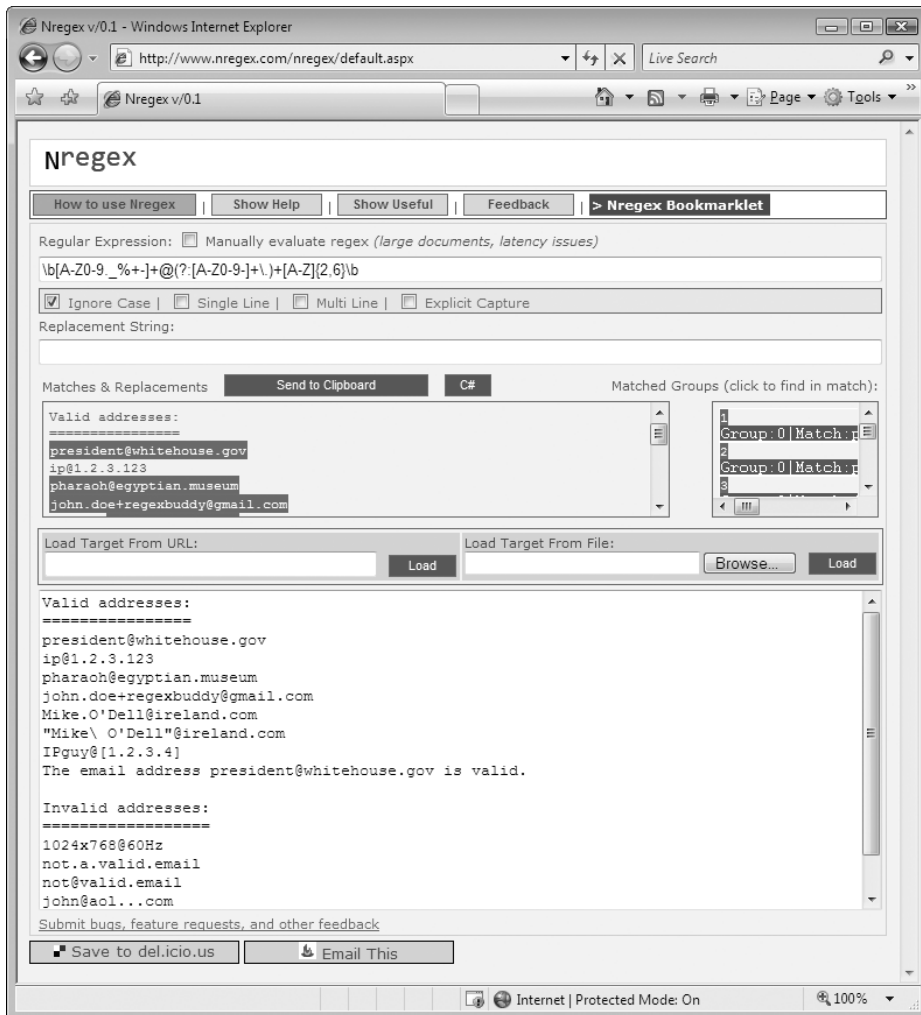 Nregex v/0.1 - Windows Internet Explorer
http://www.nregex.com/nregex/default.aspx
Live Search
Nregex v/0.1
Page
Tools
Nregex
How to use Nregex | Show Help | Show Useful | Feedback | > Nregex Bookmarklet
Regular Expression: Manually evaluate regex (large documents, latency issues)
\b[A-Z0-9._%+-]+@(?:[A-Z0-9-]+\.)+[A-Z]{2,6}\b
Ignore Case | Single Line | Multi Line | Explicit Capture
Replacement String:
Matches & Replacements
Send to Clipboard
C#
Matched Groups (click to find in match):
Valid addresses:
================
president@whitehouse.gov
ip@1.2.3.123
pharaoh@egyptian.museum
john.doe+regexbuddy@gmail.com
1
Group:0|Match:p
2
Group:0|Match:p
3
Load Target From URL:
Load
Load Target From File:
Browse...
Load
Valid addresses:
================
president@whitehouse.gov
ip@1.2.3.123
pharaoh@egyptian.museum
john.doe+regexbuddy@gmail.com
Mike.O'Dell@ireland.com
"Mike\ O'Dell"@ireland.com
IPguy@[1.2.3.4]
The email address president@whitehouse.gov is valid.
Invalid addresses:
==================
1024x768@60Hz
not.a.valid.email
not@valid.email
john@aol...com
Submit bugs, feature requests, and other feedback
Save to del.icio.us
Email This
Internet | Protected Mode: On
100%